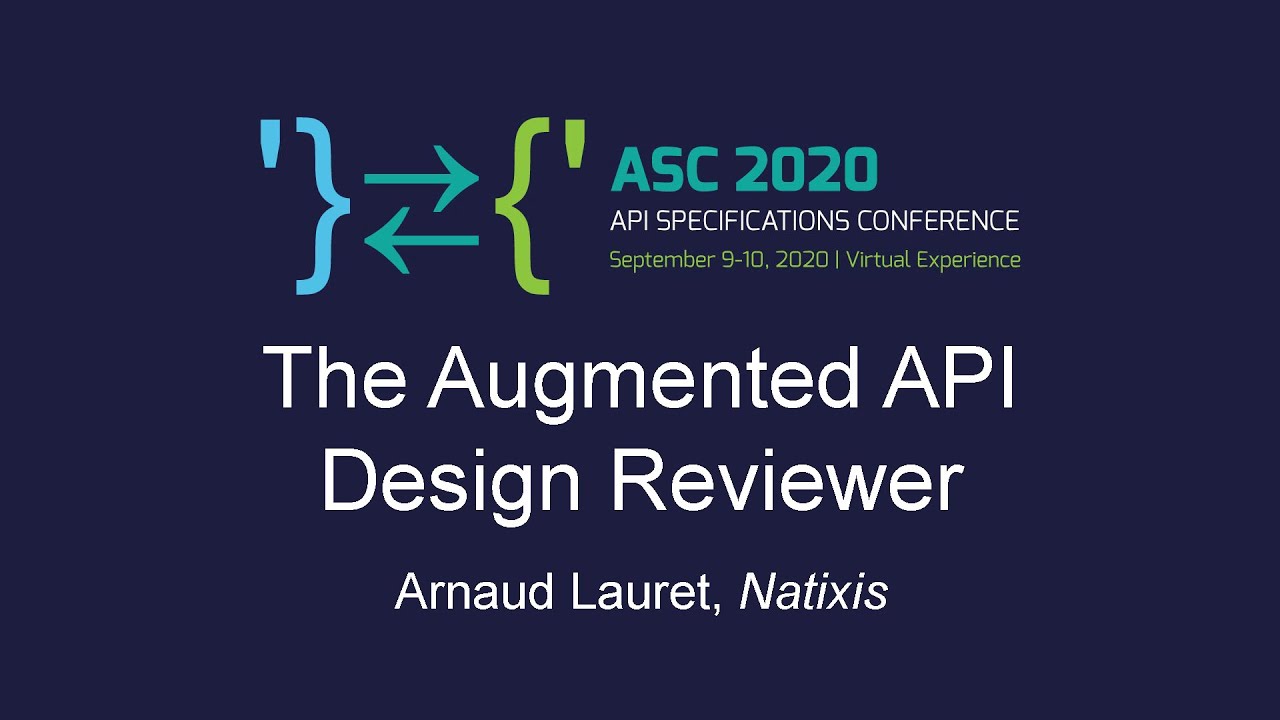 ASC 2020
API SPECIFICATIONS CONFERENCE
September 9-10, 2020 | Virtual Experience
The Augmented API
Design Reviewer
Arnaud Lauret, Natixis